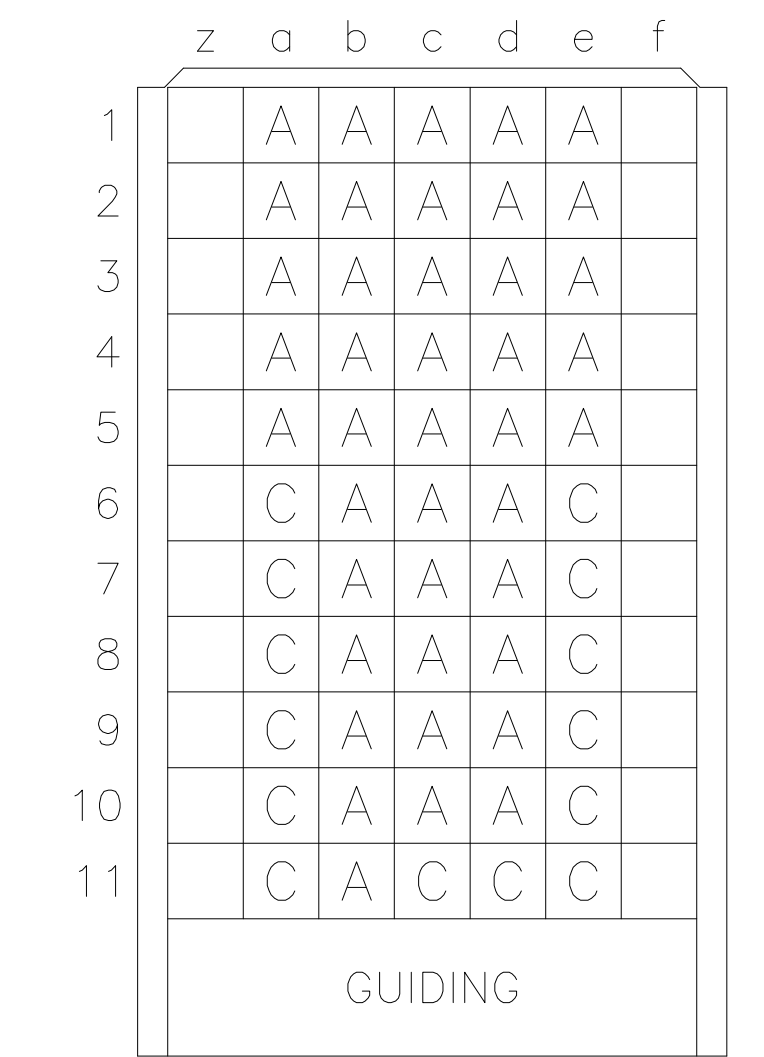 z a b c d e f
1 A A A A A
2 A A A A A
3 A A A A A
4 A A A A A
5 A A A A A
6 C A A A C
7 C A A A C
8 C A A A C
9 C A A A C
10 C A A A C
11 C A C C C
GUIDING